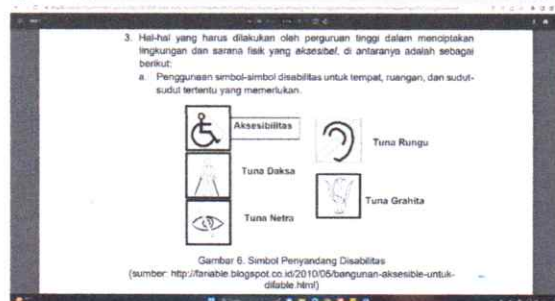 3. Hal-hal yang harus dilakukan oleh perguruan tinggi dalam menciptakan
lingkungan dan sarana fisik yang aksesibel, di antaranya adalah sebagai
berikut:
a. Penggunaan simbol-simbol disabilitas untuk tempat, ruangan, dan sudut-
sudut tertentu yang memerlukan.
Aksesibilitas
Tuna Rungu
Tuna Daksa
Tuna Grahita
Tuna Netra
Gambar 6. Simbol Penyandang Disabilitas
(sumber: http://fariable.blogspot.co.id/2010/05/bangunan-aksesible-untuk-
difable.html)